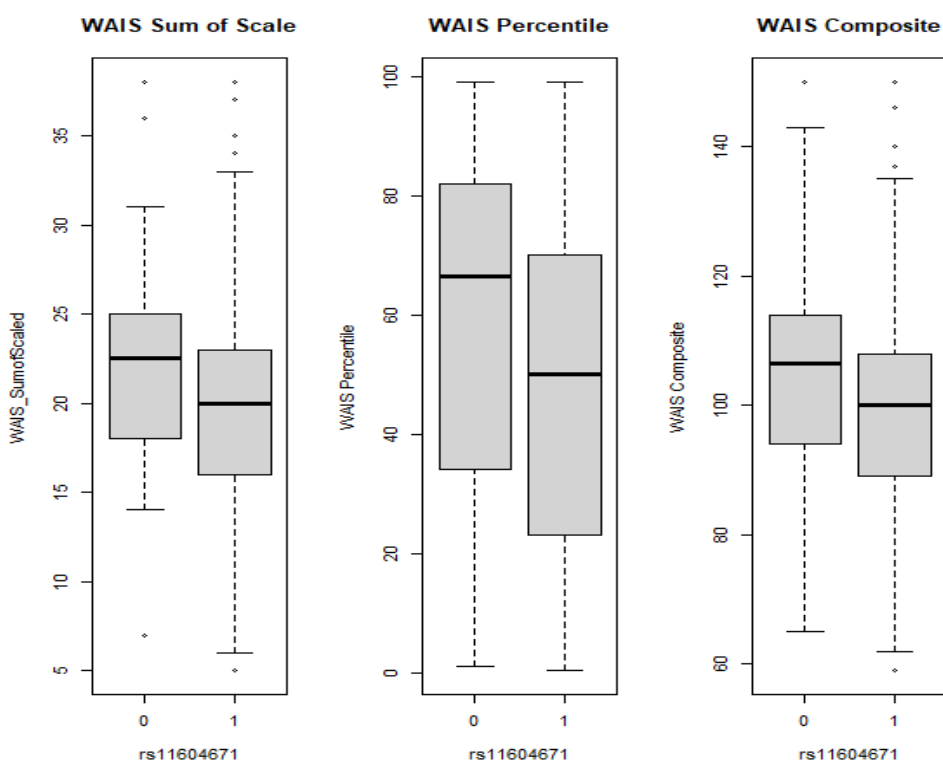 WAIS Sum of Scale
WAIS_SumofScaled
35
30
25
20
15
10
5
0 1
rs11604671
WAIS Percentile
WAIS Percentile
100
80
60
40
20
0
0 1
rs11604671
WAIS Composite
WAIS Composite
140
120
100
80
60
0 1
rs11604671